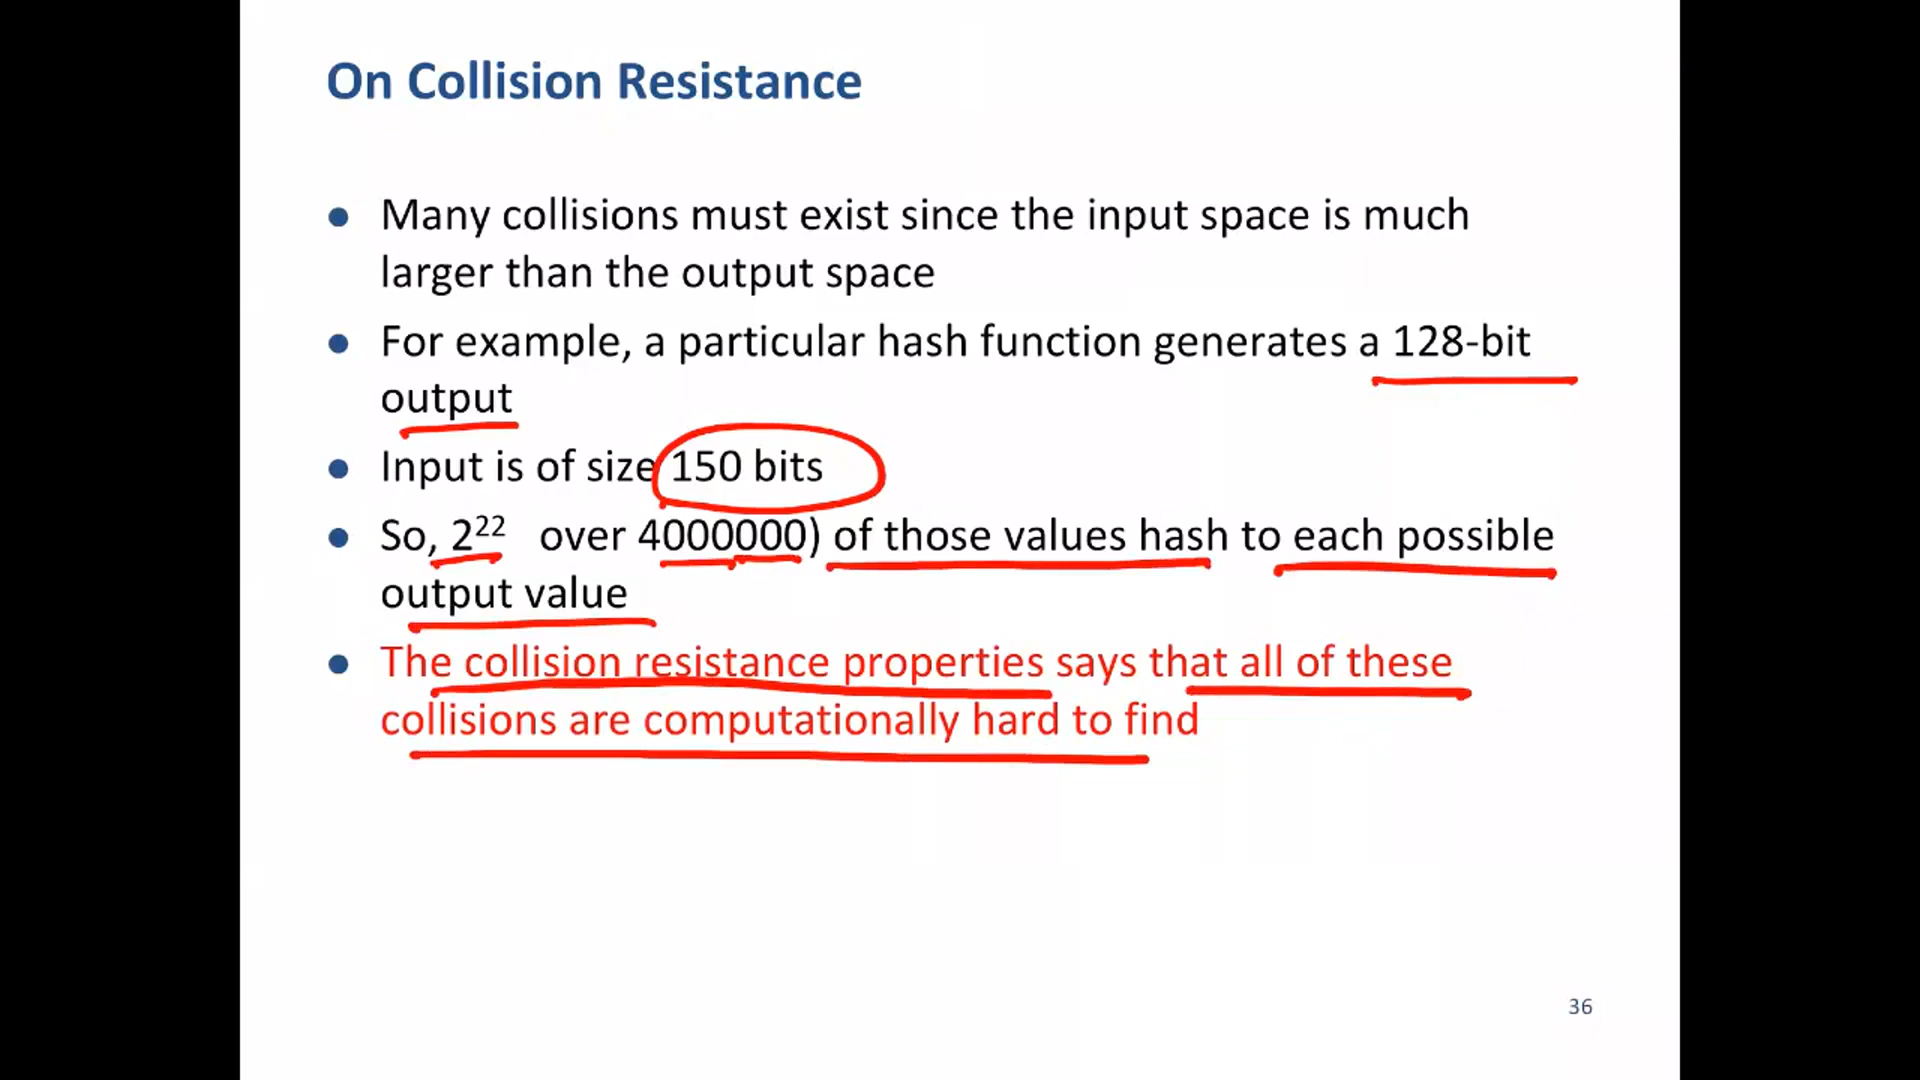 On Collision Resistance
● Many collisions must exist since the input space is much
larger than the output space
● For example, a particular hash function generates a 128-bit
output
● Input is of size 150 bits
● So, 2²² over 4000000) of those values hash to each possible
output value
● The collision resistance properties says that all of these
collisions are computationally hard to find
36